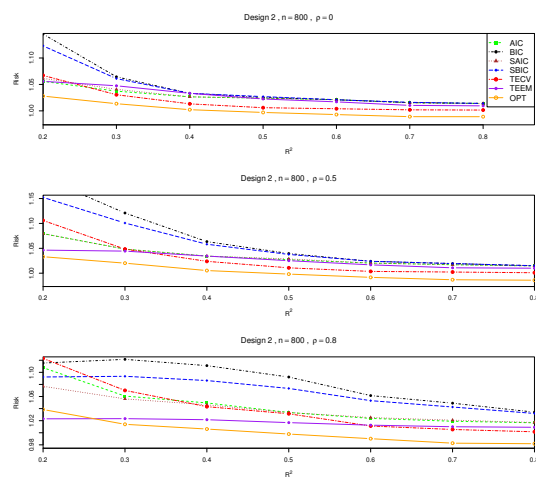 Design 2 , n = 800 , ρ = 0
Risk
1.00 1.05 1.10
0.2 0.3 0.4 0.5 0.6 0.7 0.8
R²
AIC
BIC
SAIC
SBIC
TECV
TEEM
OPT
Design 2 , n = 800 , ρ = 0.5
Risk
1.00 1.05 1.10 1.15
0.2 0.3 0.4 0.5 0.6 0.7 0.8
R²
Design 2 , n = 800 , ρ = 0.8
Risk
0.98 1.02 1.06 1.10
0.2 0.3 0.4 0.5 0.6 0.7 0.8
R²